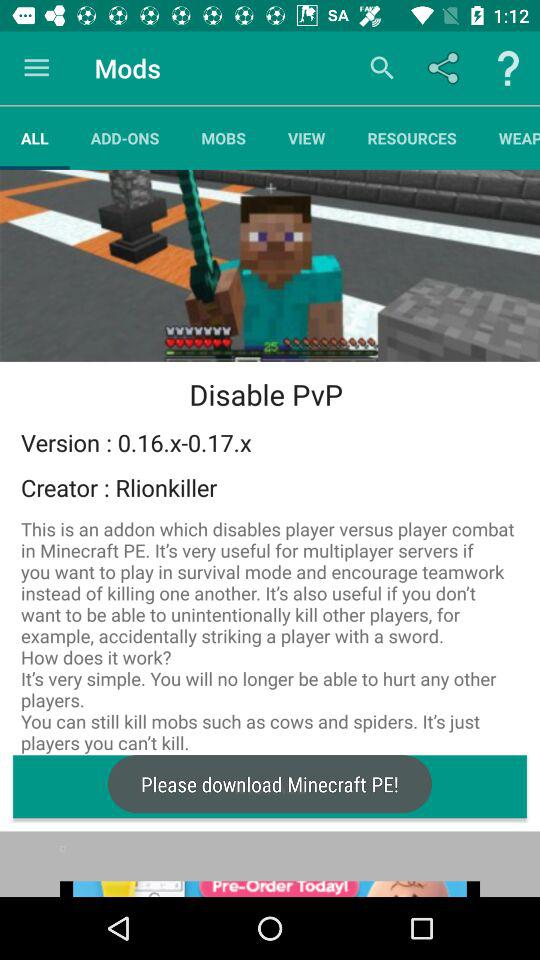 SA 1:12
Mods
ALL ADD-ONS MOBS VIEW RESOURCES WEAP
25
Disable PvP
Version : 0.16.x-0.17.x
Creator : Rlionkiller
This is an addon which disables player versus player combat
in Minecraft PE. It’s very useful for multiplayer servers if
you want to play in survival mode and encourage teamwork
instead of killing one another. It’s also useful if you don’t
want to be able to unintentionally kill other players, for
example, accidentally striking a player with a sword.
How does it work?
It’s very simple. You will no longer be able to hurt any other
players.
You can still kill mobs such as cows and spiders. It’s just
players you can’t kill.
Please download Minecraft PE!
Pre-Order Today!